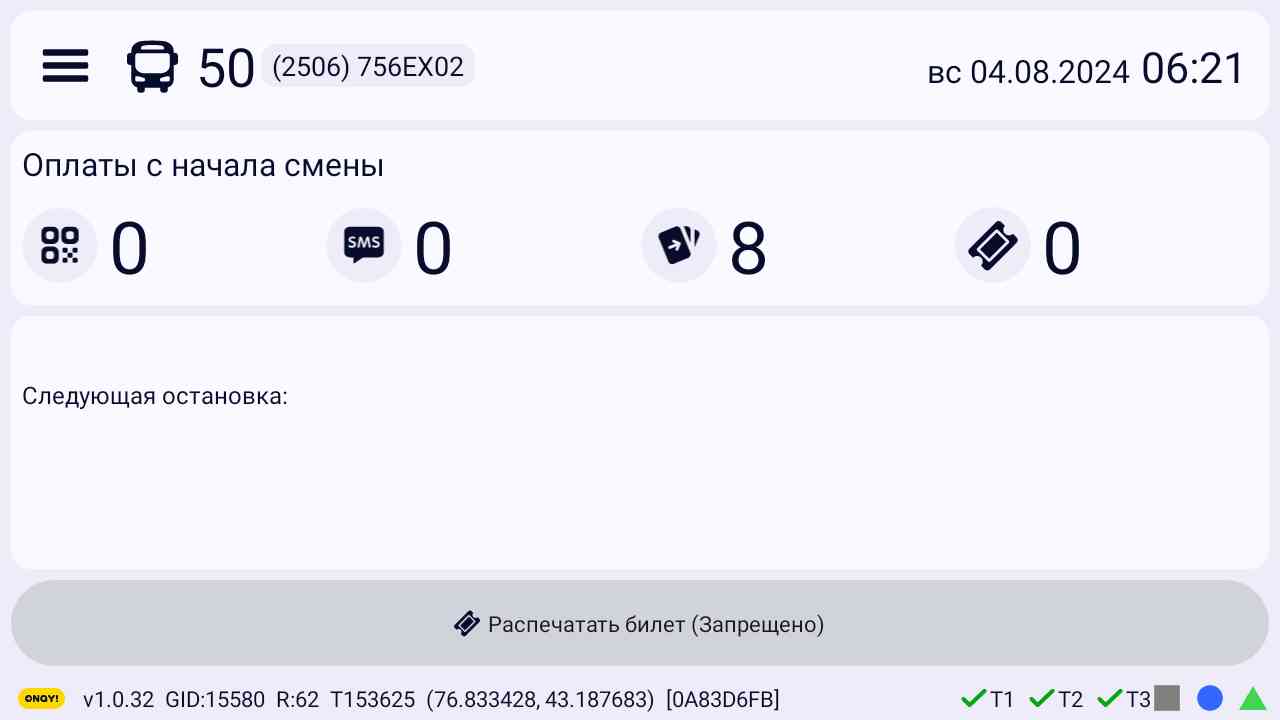 50 (2506) 756EX02 вс 04.08.2024 06:21
Оплаты с начала смены
0 SMS 0 8 0
Следующая остановка:
Распечатать билет (Запрещено)
ONAY! v1.0.32 GID:15580 R:62 T153625 (76.833428, 43.187683) [0A83D6FB] T1 T2 T3